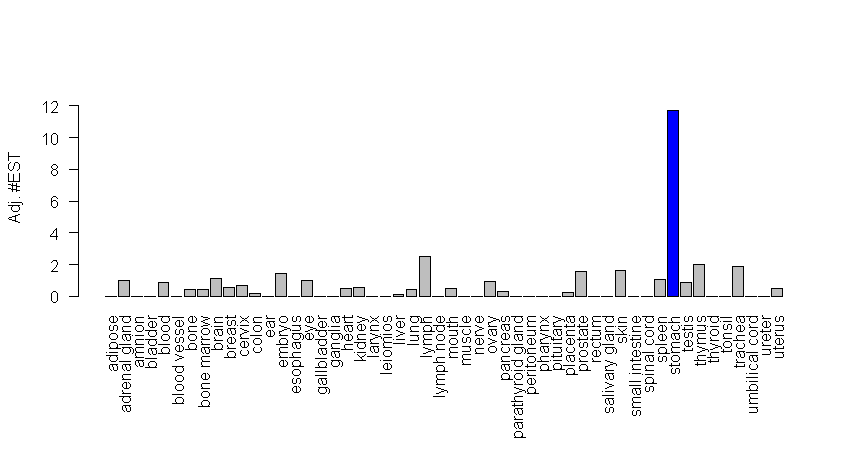 Adj. #EST
12
10
8
6
4
2
0
adipose
adrenal gland
amnion
bladder
blood
blood vessel
bone
bone marrow
brain
breast
cervix
colon
ear
embryo
esophagus
eye
gallbladder
ganglia
heart
kidney
larynx
leiomios
liver
lung
lymph
lymph node
mouth
muscle
nerve
ovary
pancreas
parathyroid gland
peritoneum
pharynx
pituitary
placenta
prostate
rectum
salivary gland
skin
small intestine
spinal cord
spleen
stomach
testis
thymus
thyroid
tonsil
trachea
umbilical cord
ureter
uterus